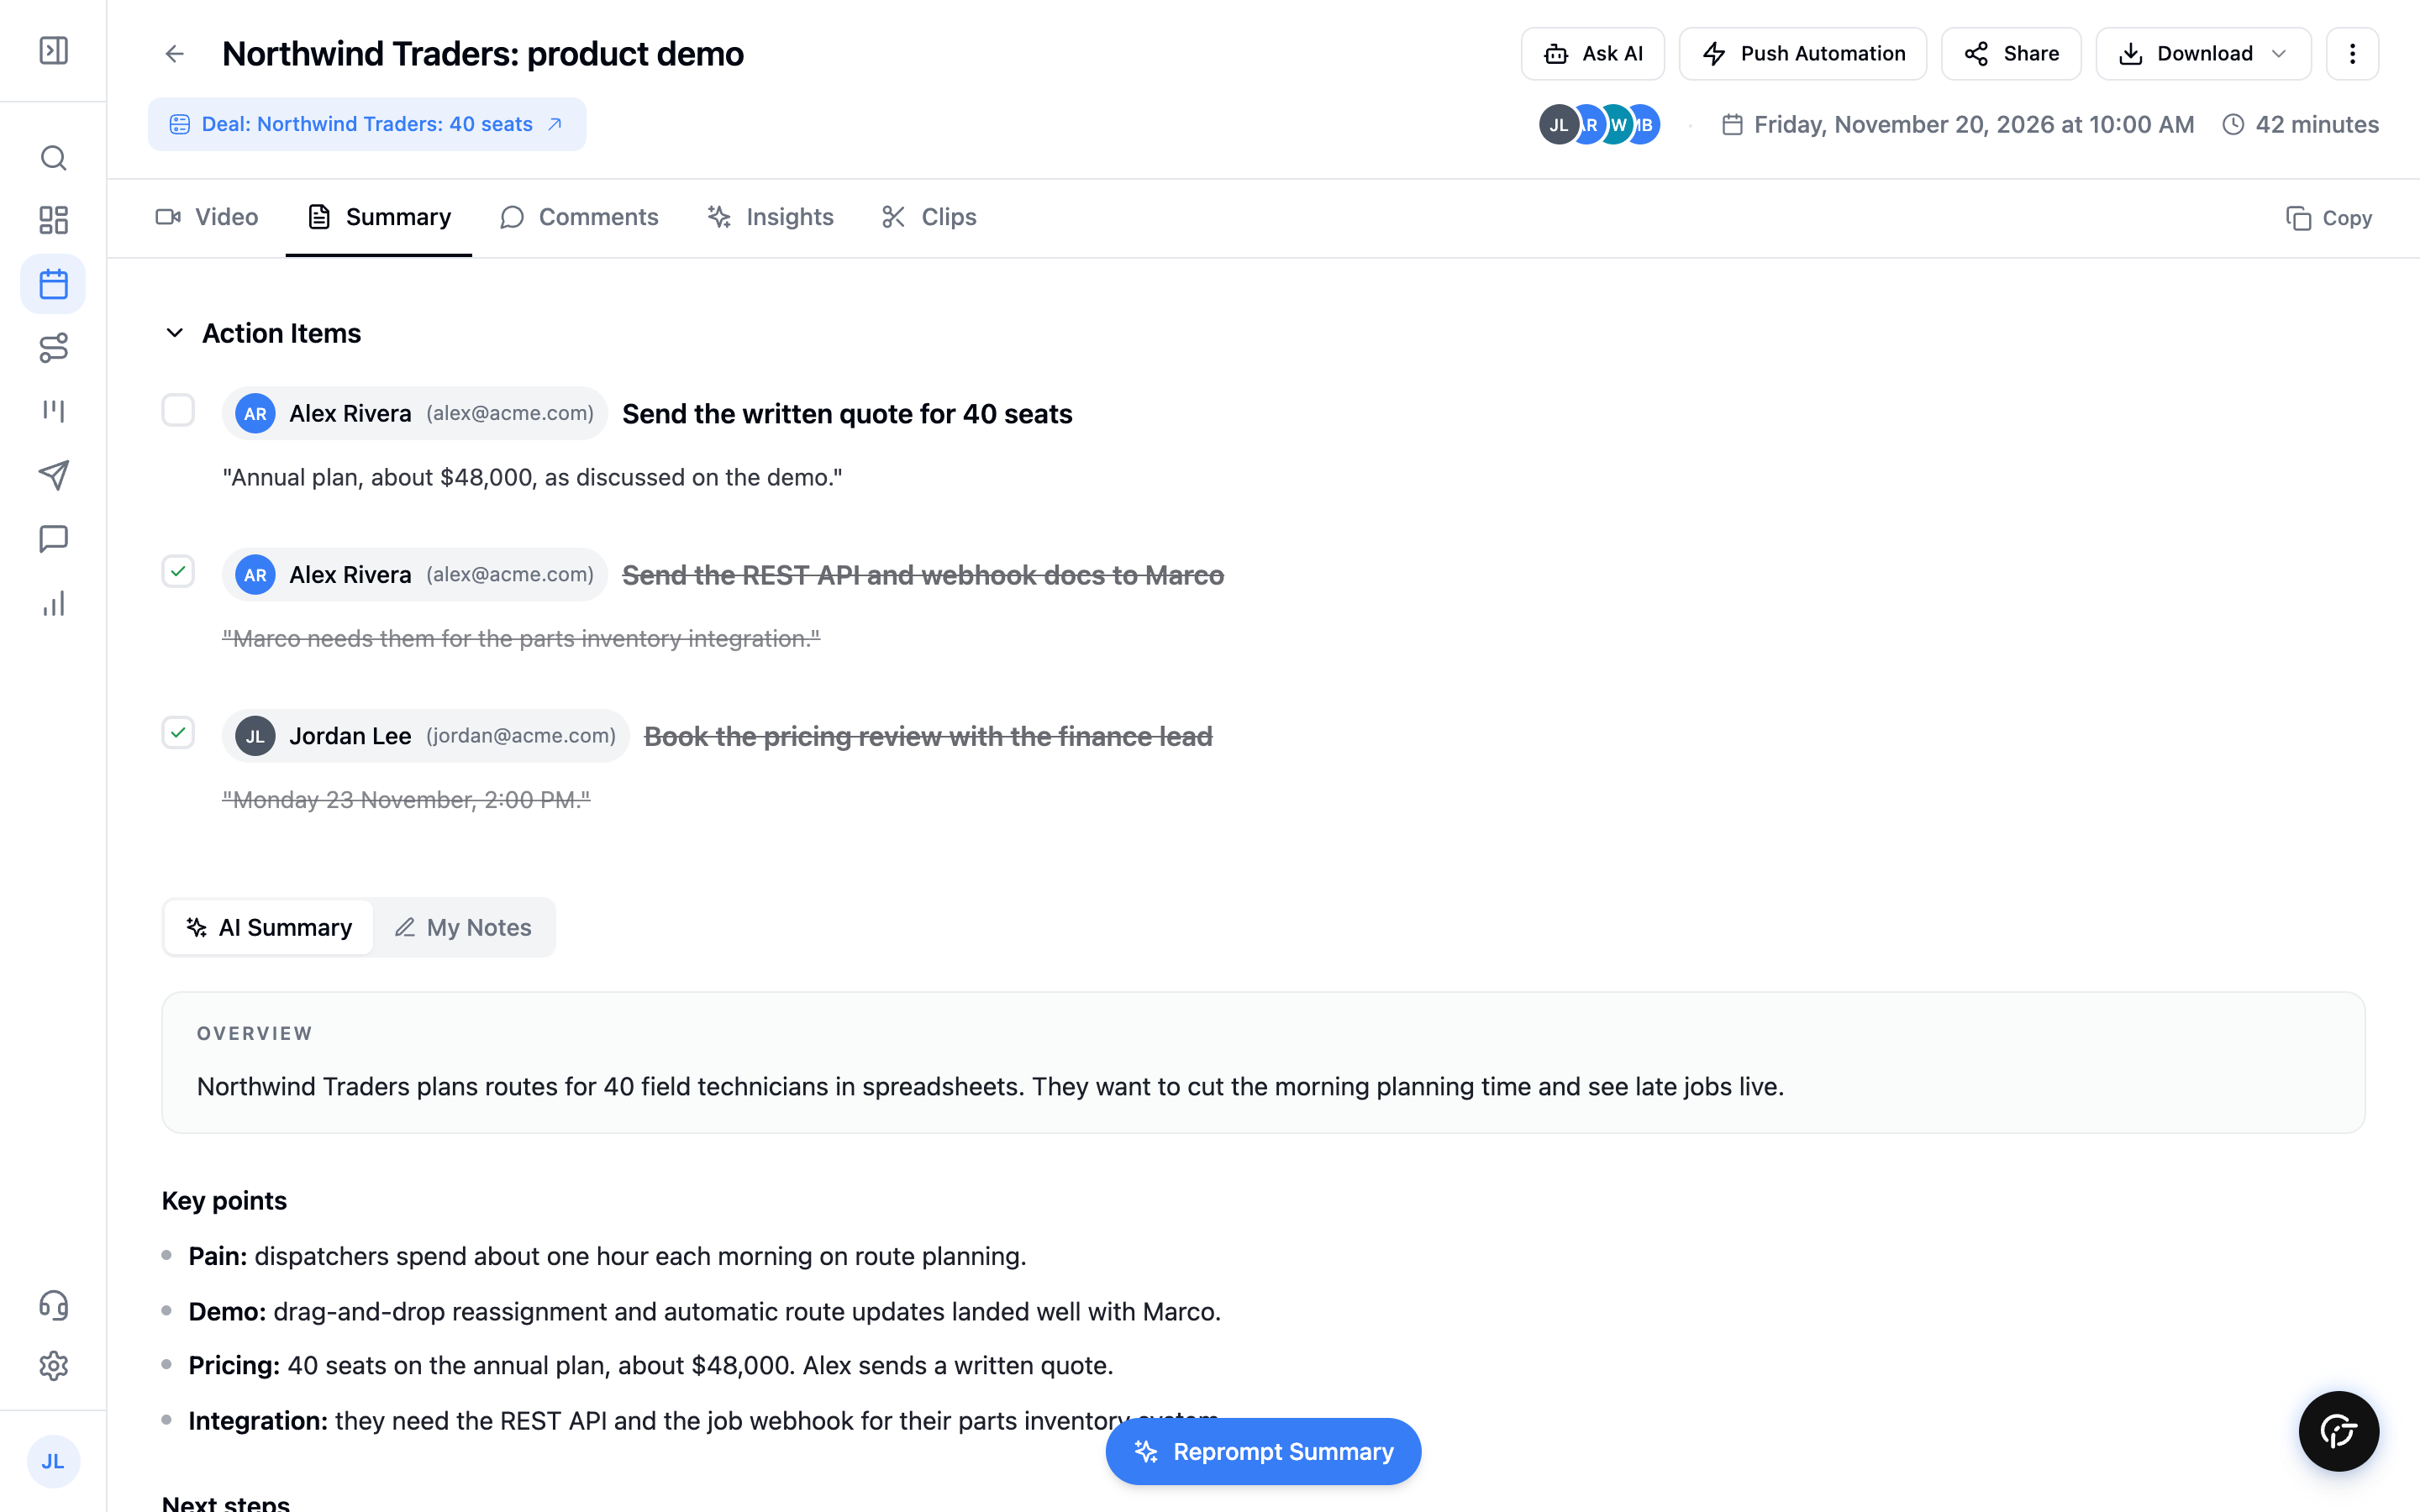 Northwind Traders: product demo
Ask AI
Push Automation
Share
Download
Deal: Northwind Traders: 40 seats
JL
R
W
Friday, November 20, 2026 at 10:00 AM
42 minutes
Video
Summary
Comments
Insights
Clips
Copy
Action Items
AR Alex Rivera (alex@acme.com) Send the written quote for 40 seats
"Annual plan, about $48,000, as discussed on the demo."
AR Alex Rivera (alex@acme.com) Send the REST API and webhook docs to Marco
"Marco needs them for the parts inventory integration."
JL Jordan Lee (jordan@acme.com) Book the pricing review with the finance lead
"Monday 23 November, 2:00 PM."
AI Summary
My Notes
OVERVIEW
Northwind Traders plans routes for 40 field technicians in spreadsheets. They want to cut the morning planning time and see late jobs live.
Key points
Pain: dispatchers spend about one hour each morning on route planning.
Demo: drag-and-drop reassignment and automatic route updates landed well with Marco.
Pricing: 40 seats on the annual plan, about $48,000. Alex sends a written quote.
Integration: they need the REST API and the job webhook for their parts inventory
Reprompt Summary
JL
Next steps